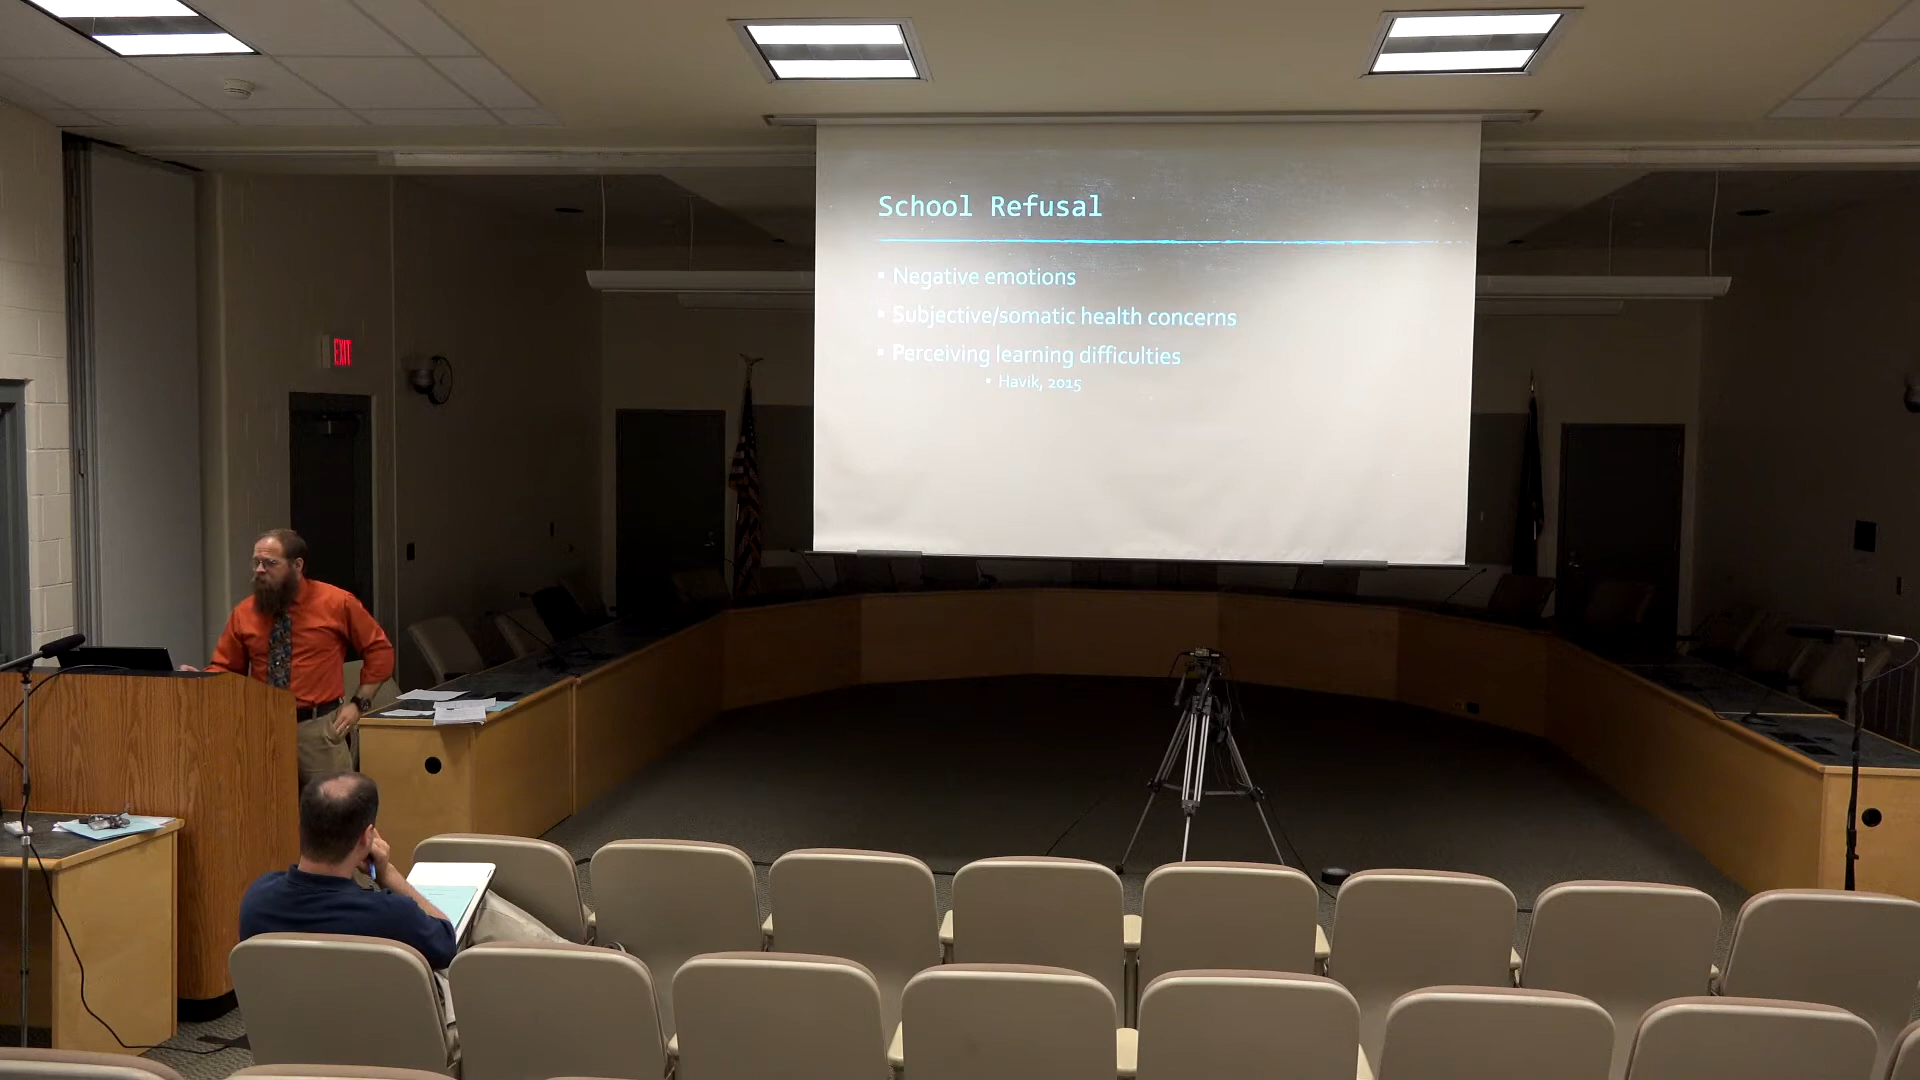 School Refusal
▪ Negative emotions
▪ Subjective/somatic health concerns
▪ Perceiving learning difficulties
▪ Havik, 2015
EXIT